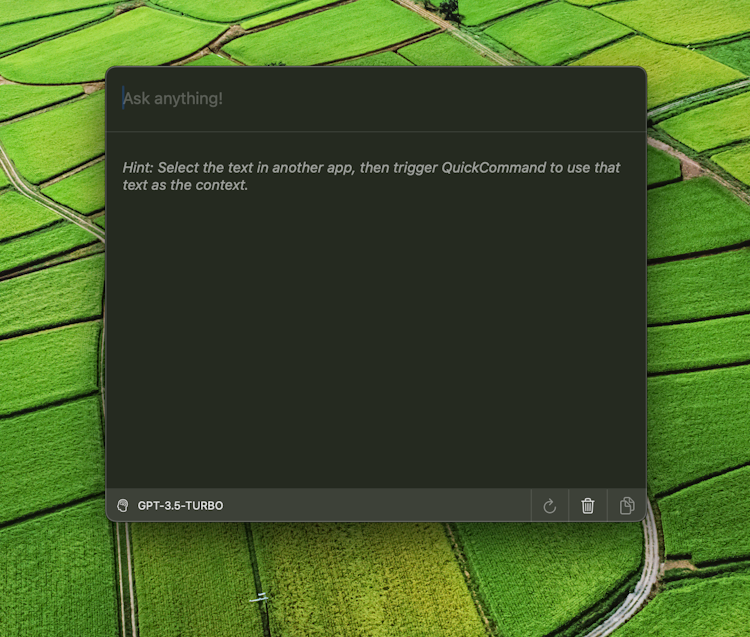 Ask anything!
Hint: Select the text in another app, then trigger QuickCommand to use that
text as the context.
GPT-3.5-TURBO